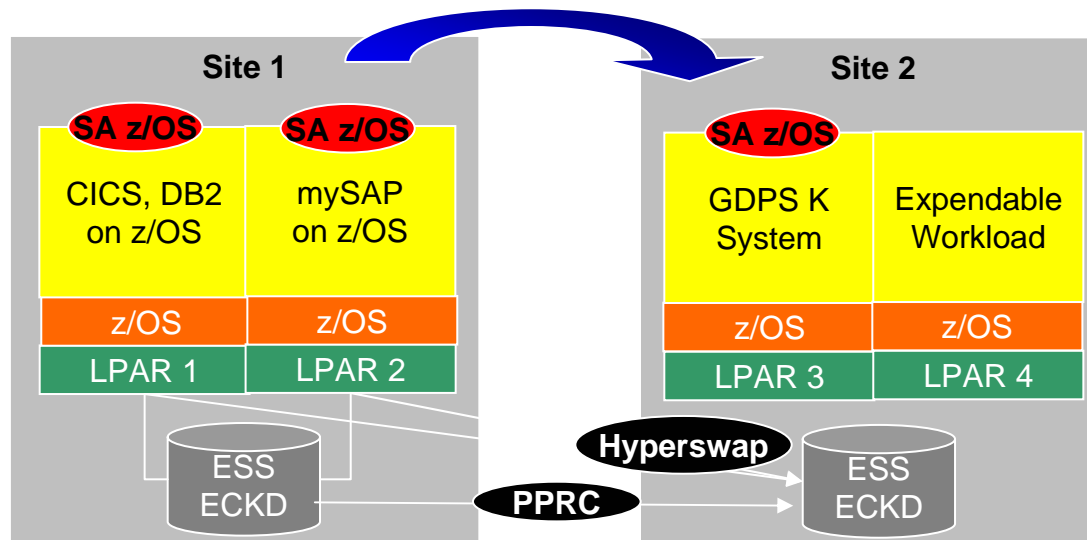 Site 1
SA z/OS
SA z/OS
CICS, DB2
on z/OS
mySAP
on z/OS
z/OS
z/OS
LPAR 1
LPAR 2
ESS
ECKD
Site 2
SA z/OS
GDPS K
System
Expendable
Workload
z/OS
z/OS
LPAR 3
LPAR 4
Hyperswap
PPRC
ESS
ECKD